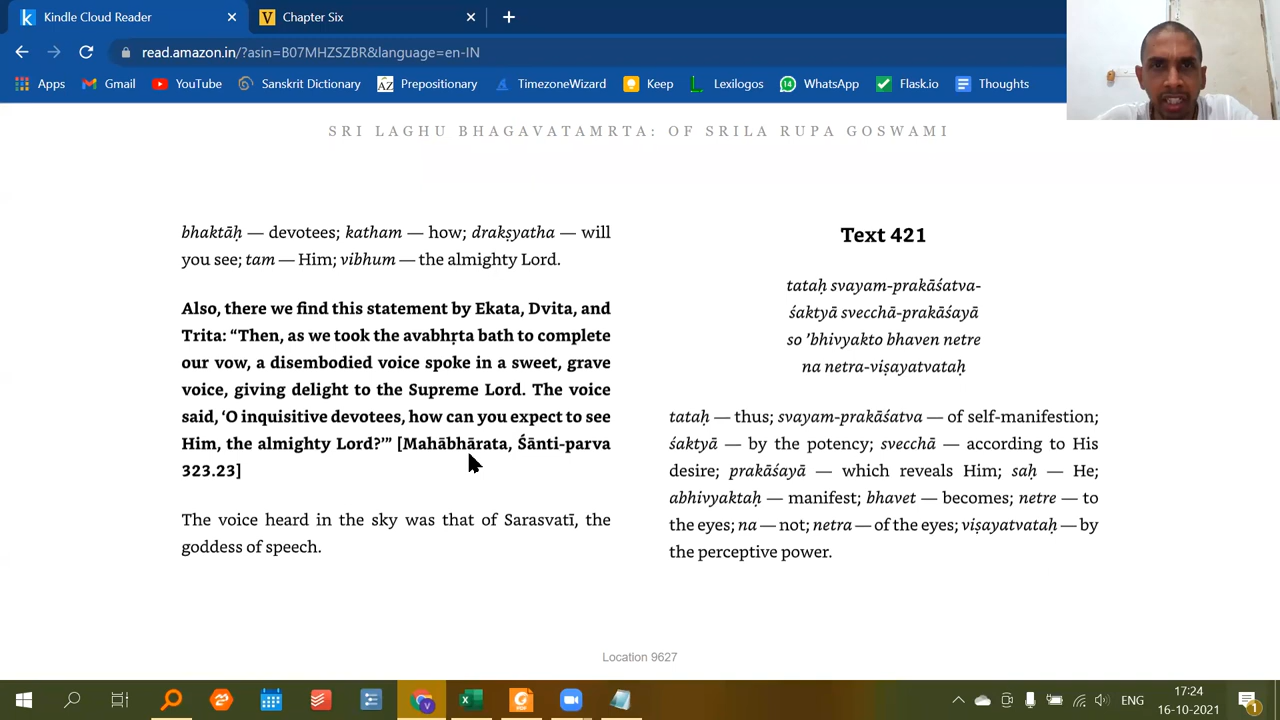 Kindle Cloud Reader
Chapter Six
read.amazon.in/?asin=B07MHZSZBR&language=en-IN
Apps
Gmail
YouTube
Sanskrit Dictionary
Prepositionary
TimezoneWizard
Keep
Lexilogos
WhatsApp
Flask.io
Thoughts
SRI LAGHU BHAGAVATAMRTA: OF SRILA RUPA GOSWAMI
bhaktāḥ — devotees; katham — how; drakṣyatha — will
you see; tam — Him; vibhum — the almighty Lord.
Also, there we find this statement by Ekata, Dvita, and
Trita: “Then, as we took the avabhṛta bath to complete
our vow, a disembodied voice spoke in a sweet, grave
voice, giving delight to the Supreme Lord. The voice
said, ‘O inquisitive devotees, how can you expect to see
Him, the almighty Lord?’” [Mahābhārata, Śānti-parva
323.23]
The voice heard in the sky was that of Sarasvatī, the
goddess of speech.
Text 421
tataḥ svayam-prakāśatva-
śaktyā svecchā-prakāśayā
so ’bhivyakto bhaven netre
na netra-viṣayatvataḥ
tataḥ — thus; svayam-prakāśatva — of self-manifestion;
śaktyā — by the potency; svecchā — according to His
desire; prakāśayā — which reveals Him; saḥ — He;
abhivyaktaḥ — manifest; bhavet — becomes; netre — to
the eyes; na — not; netra — of the eyes; viṣayatvataḥ — by
the perceptive power.
Location 9627
ENG
17:24
16-10-2021